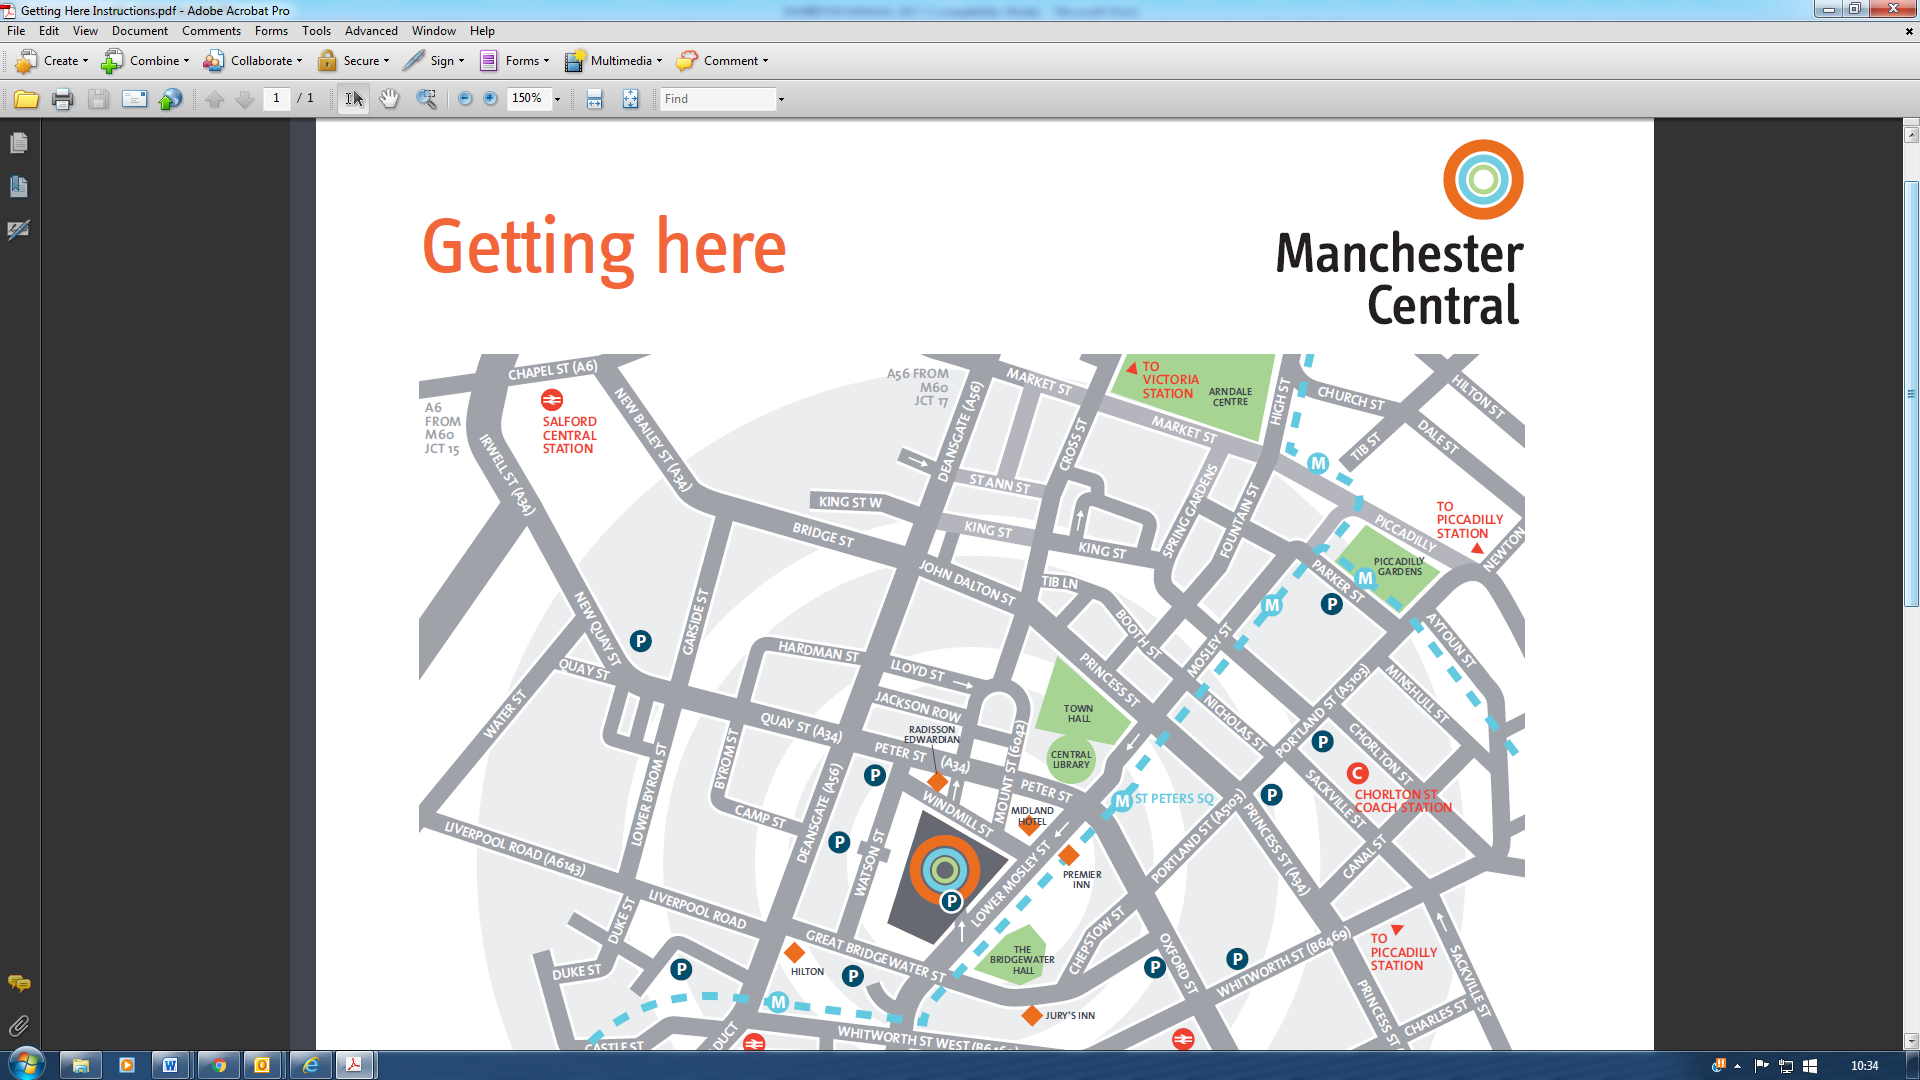 Getting Here Instructions.pdf - Adobe Acrobat Pro
File Edit View Document Comments Forms Tools Advanced Window Help
Create Combine Collaborate Secure Sign Forms Multimedia Comment
1 / 1 150% Find
Getting here
Manchester
Central
CHAPEL ST (A6)
A6
FROM
M60
JCT 15
SALFORD
CENTRAL
STATION
IRWELL ST (A34)
NEW BAILEY ST (A34)
A56 FROM
M60
JCT 17
DEANSGATE (A56)
MARKET ST
CROSS ST
TO
VICTORIA
STATION
ARNDALE
CENTRE
MARKET ST
HIGH ST
CHURCH ST
HILTON ST
TIB ST
DALE ST
M
ST ANN ST
KING ST W
KING ST
KING ST
SPRING GARDENS
FOUNTAIN ST
PICCADILLY
TO
PICCADILLY
STATION
NEWTON
BRIDGE ST
JOHN DALTON ST
TIB LN
BOOTH ST
PARKER ST
PICCADILLY
GARDENS
M
P
M
AYTOUN ST
NEW QUAY ST
GARSIDE ST
P
QUAY ST
WATER ST
HARDMAN ST
LLOYD ST
JACKSON ROW
PRINCESS ST
MOSLEY ST
NICHOLAS ST
PORTLAND ST (A5103)
MINSHULL ST
CHORLTON ST
TOWN
HALL
CENTRAL
LIBRARY
QUAY ST (A34)
RADISSON
EDWARDIAN
PETER ST
(A34)
MOUNT ST (6042)
PETER ST
BYROM ST
LOWER BYROM ST
CAMP ST
DEANSGATE (A56)
P
P
WINDMILL ST
MIDLAND
HOTEL
M
ST PETERS SQ
P
P
C
CHORLTON ST
COACH STATION
SACKVILLE ST
PORTLAND ST (A5103)
PRINCESS ST (A34)
CANAL ST
LIVERPOOL ROAD (A6143)
WATSON ST
P
LOWER MOSLEY ST
PREMIER
INN
LIVERPOOL ROAD
DUKE ST
DUKE ST
GREAT BRIDGEWATER ST
HILTON
P
P
THE
BRIDGEWATER
HALL
CHEPSTOW ST
OXFORD ST
P
P
WHITWORTH ST (B6469)
TO
PICCADILLY
STATION
SACKVILLE ST
PRINCESS ST
CHARLES ST
M
JURY'S INN
CASTLE ST
WHITWORTH ST WEST (B6469)
10:34